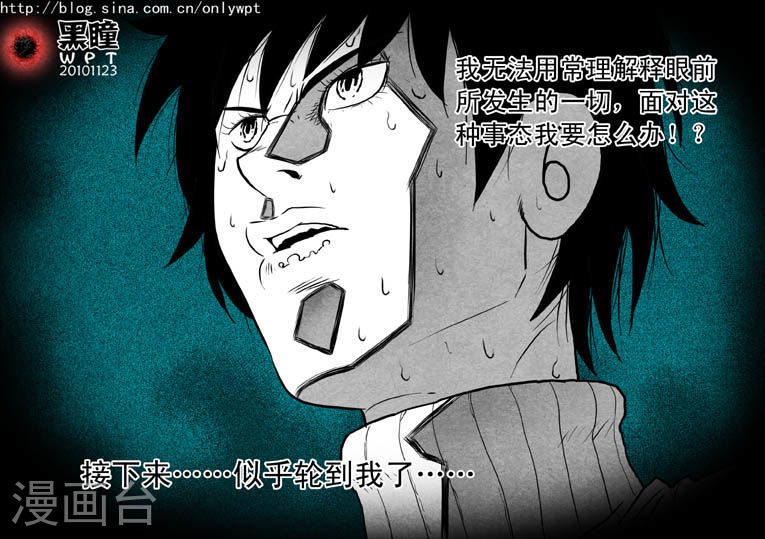 http://blog.sina.com.cn/onlywpt
黑瞳
WPT
20101123
我无法用常理解释眼前
所发生的一切，面对这
种事态我要怎么办！？
接下来……似乎轮到我了……
漫画台